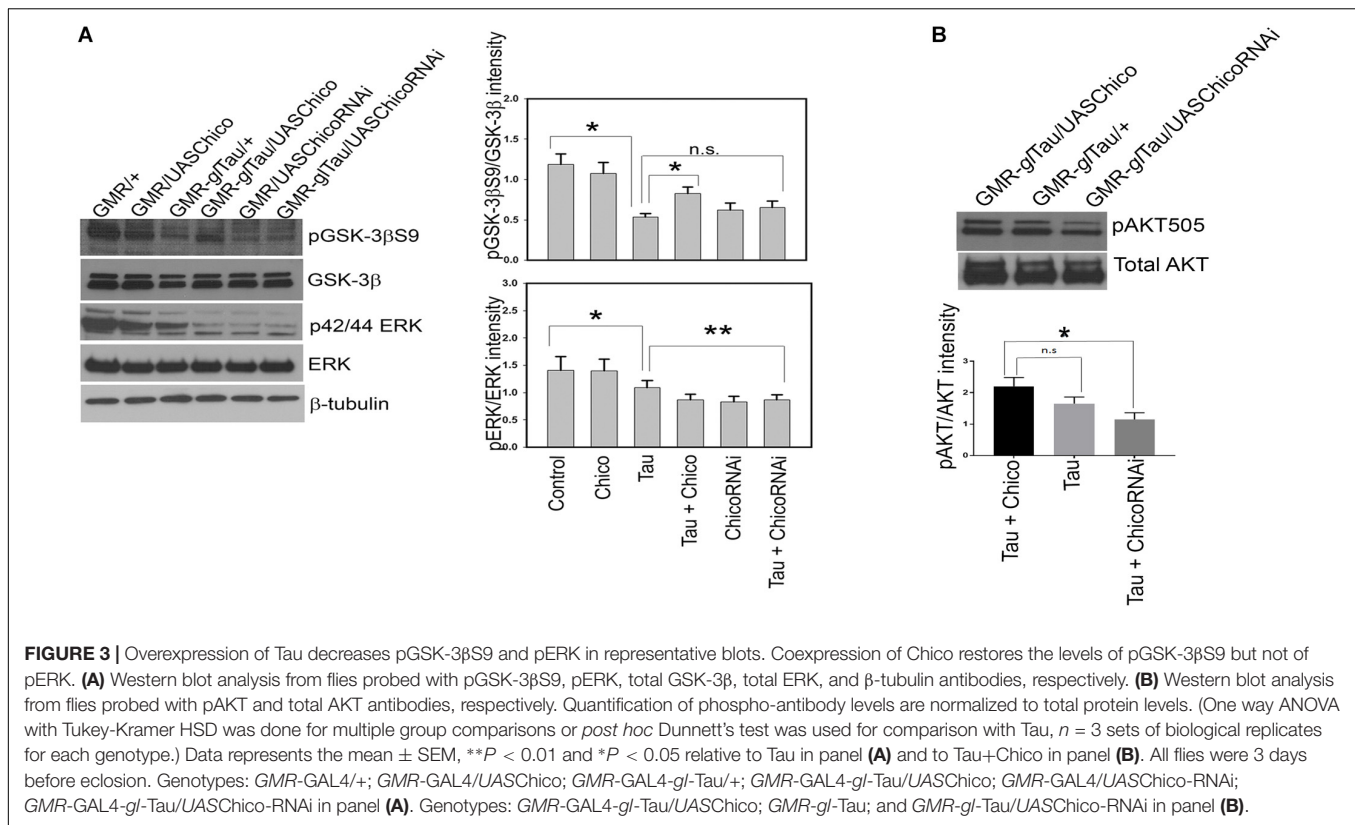 A
GMR/+
GMR/UASChico
GMR-glTau/+
GMR-glTau/UASChico
GMR/UASChicoRNAi
GMR-glTau/UASChicoRNAi
pGSK-3βS9
GSK-3β
p42/44 ERK
ERK
β-tubulin
pGSK-3βS9/GSK-3β intensity
2.0
1.5
1.0
0.5
0.0
*
*
n.s.
pERK/ERK intensity
3.0
2.5
2.0
1.5
1.0
0.5
0.0
*
**
Control
Chico
Tau
Tau + Chico
ChicoRNAi
Tau + ChicoRNAi
B
GMR-glTau/UASChico
GMR-glTau/+
GMR-glTau/UASChicoRNAi
pAKT505
Total AKT
pAKT/AKT intensity
3
2
1
0
*
n.s
Tau + Chico
Tau
Tau + ChicoRNAi
FIGURE 3 | Overexpression of Tau decreases pGSK-3βS9 and pERK in representative blots. Coexpression of Chico restores the levels of pGSK-3βS9 but not of
pERK. (A) Western blot analysis from flies probed with pGSK-3βS9, pERK, total GSK-3β, total ERK, and β-tubulin antibodies, respectively. (B) Western blot analysis
from flies probed with pAKT and total AKT antibodies, respectively. Quantification of phospho-antibody levels are normalized to total protein levels. (One way ANOVA
with Tukey-Kramer HSD was done for multiple group comparisons or post hoc Dunnett's test was used for comparison with Tau, n = 3 sets of biological replicates
for each genotype.) Data represents the mean ± SEM, **P < 0.01 and *P < 0.05 relative to Tau in panel (A) and to Tau+Chico in panel (B). All flies were 3 days
before eclosion. Genotypes: GMR-GAL4/+; GMR-GAL4/UASChico; GMR-GAL4-gl-Tau/+; GMR-GAL4-gl-Tau/UASChico; GMR-GAL4/UASChico-RNAi;
GMR-GAL4-gl-Tau/UASChico-RNAi in panel (A). Genotypes: GMR-GAL4-gl-Tau/UASChico; GMR-gl-Tau; and GMR-gl-Tau/UASChico-RNAi in panel (B).